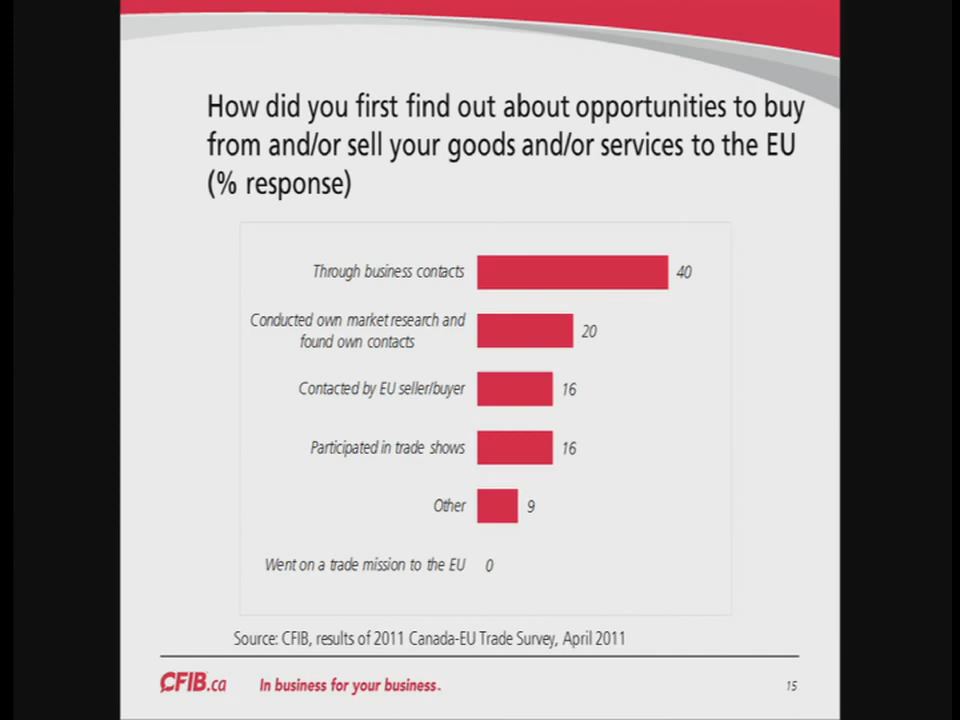 How did you first find out about opportunities to buy
from and/or sell your goods and/or services to the EU
(% response)
Through business contacts 40
Conducted own market research and
found own contacts 20
Contacted by EU seller/buyer 16
Participated in trade shows 16
Other 9
Went on a trade mission to the EU 0
Source: CFIB, results of 2011 Canada-EU Trade Survey, April 2011
CFIB.ca In business for your business. 15